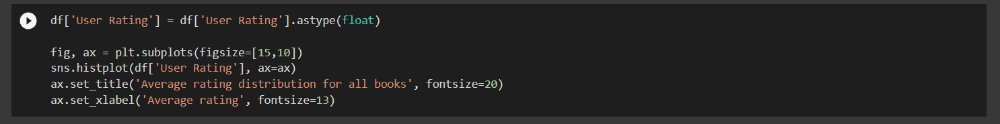 df['User Rating'] = df['User Rating'].astype(float)
fig, ax = plt.subplots(figsize=[15,10])
sns.histplot(df['User Rating'], ax=ax)
ax.set_title('Average rating distribution for all books', fontsize=20)
ax.set_xlabel('Average rating', fontsize=13)